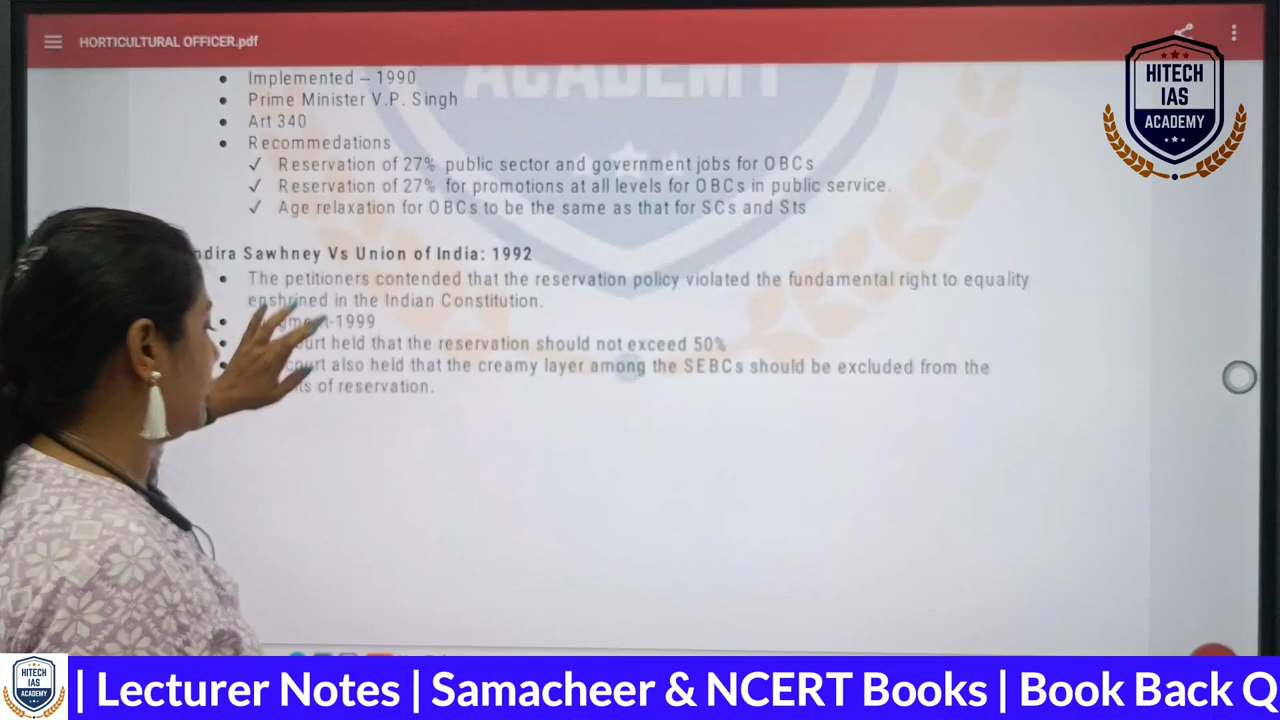 HORTICULTURAL OFFICER.pdf
ACADEMY
HITECH
IAS
ACADEMY
• Implemented – 1990
• Prime Minister V.P. Singh
• Art 340
• Recommedations
✓ Reservation of 27% public sector and government jobs for OBCs
✓ Reservation of 27% for promotions at all levels for OBCs in public service.
✓ Age relaxation for OBCs to be the same as that for SCs and Sts
ndira Sawhney Vs Union of India: 1992
• The petitioners contended that the reservation policy violated the fundamental right to equality
enshrined in the Indian Constitution.
• -1999
• held that the reservation should not exceed 50%
• also held that the creamy layer among the SEBCs should be excluded from the
of reservation.
HITECH
IAS
ACADEMY
| Lecturer Notes | Samacheer & NCERT Books | Book Back Q